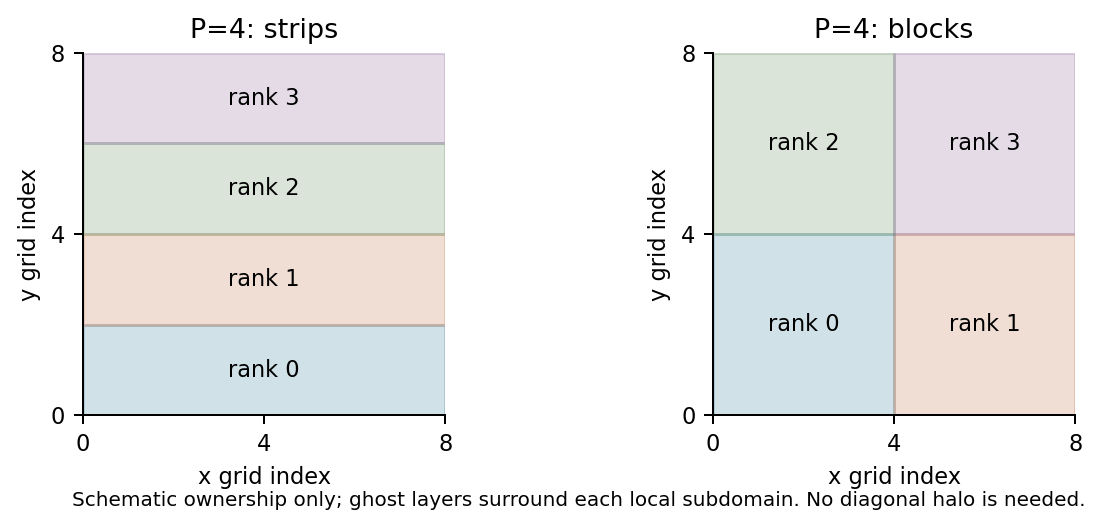 P=4: strips
8
4
0
y grid index
rank 3
rank 2
rank 1
rank 0
0 4 8
x grid index
P=4: blocks
8
4
0
y grid index
rank 2 rank 3
rank 0 rank 1
0 4 8
x grid index
Schematic ownership only; ghost layers surround each local subdomain. No diagonal halo is needed.